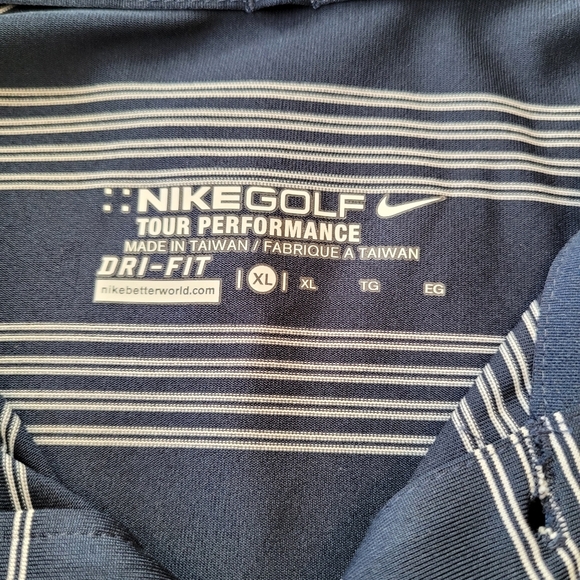 NIKEGOLF
TOUR PERFORMANCE
MADE IN TAIWAN / FABRIQUE A TAIWAN
DRI-FIT
nikebetterworld.com
XL XL TG EG